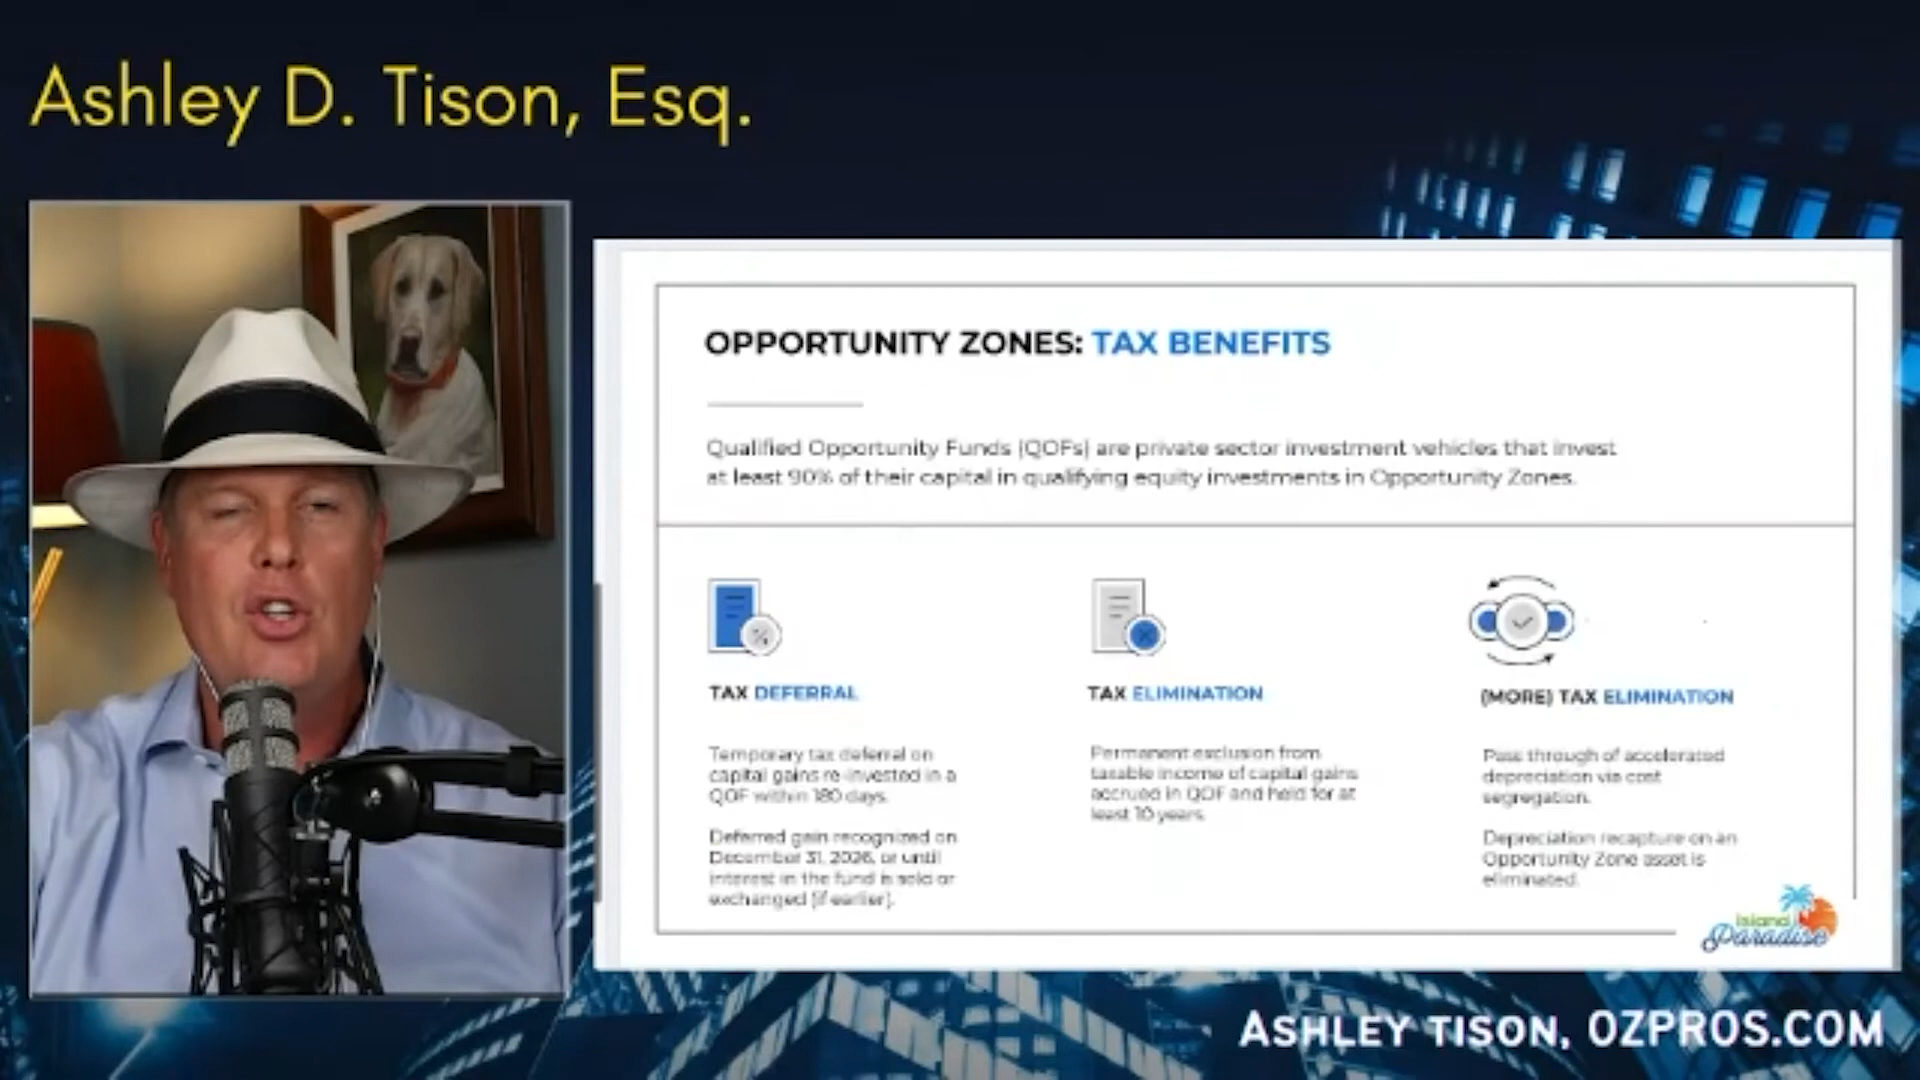 Ashley D. Tison, Esq.
OPPORTUNITY ZONES: TAX BENEFITS
Qualified Opportunity Funds (QOFs) are private sector investment vehicles that invest
at least 90% of their capital in qualifying equity investments in Opportunity Zones.
TAX DEFERRAL
Temporary tax deferral on
capital gains re-invested in a
QOF within 180 days.
Deferred gain recognized on
December 31, 2026, or until
interest in the fund is sold or
exchanged (if earlier).
TAX ELIMINATION
Permanent exclusion from
taxable income of capital gains
accrued in QOF and held for at
least 10 years.
(MORE) TAX ELIMINATION
Pass through of accelerated
depreciation via cost
segregation.
Depreciation recapture on an
Opportunity Zone asset is
eliminated.
Island
Paradise
ASHLEY TISON, OZPROS.COM